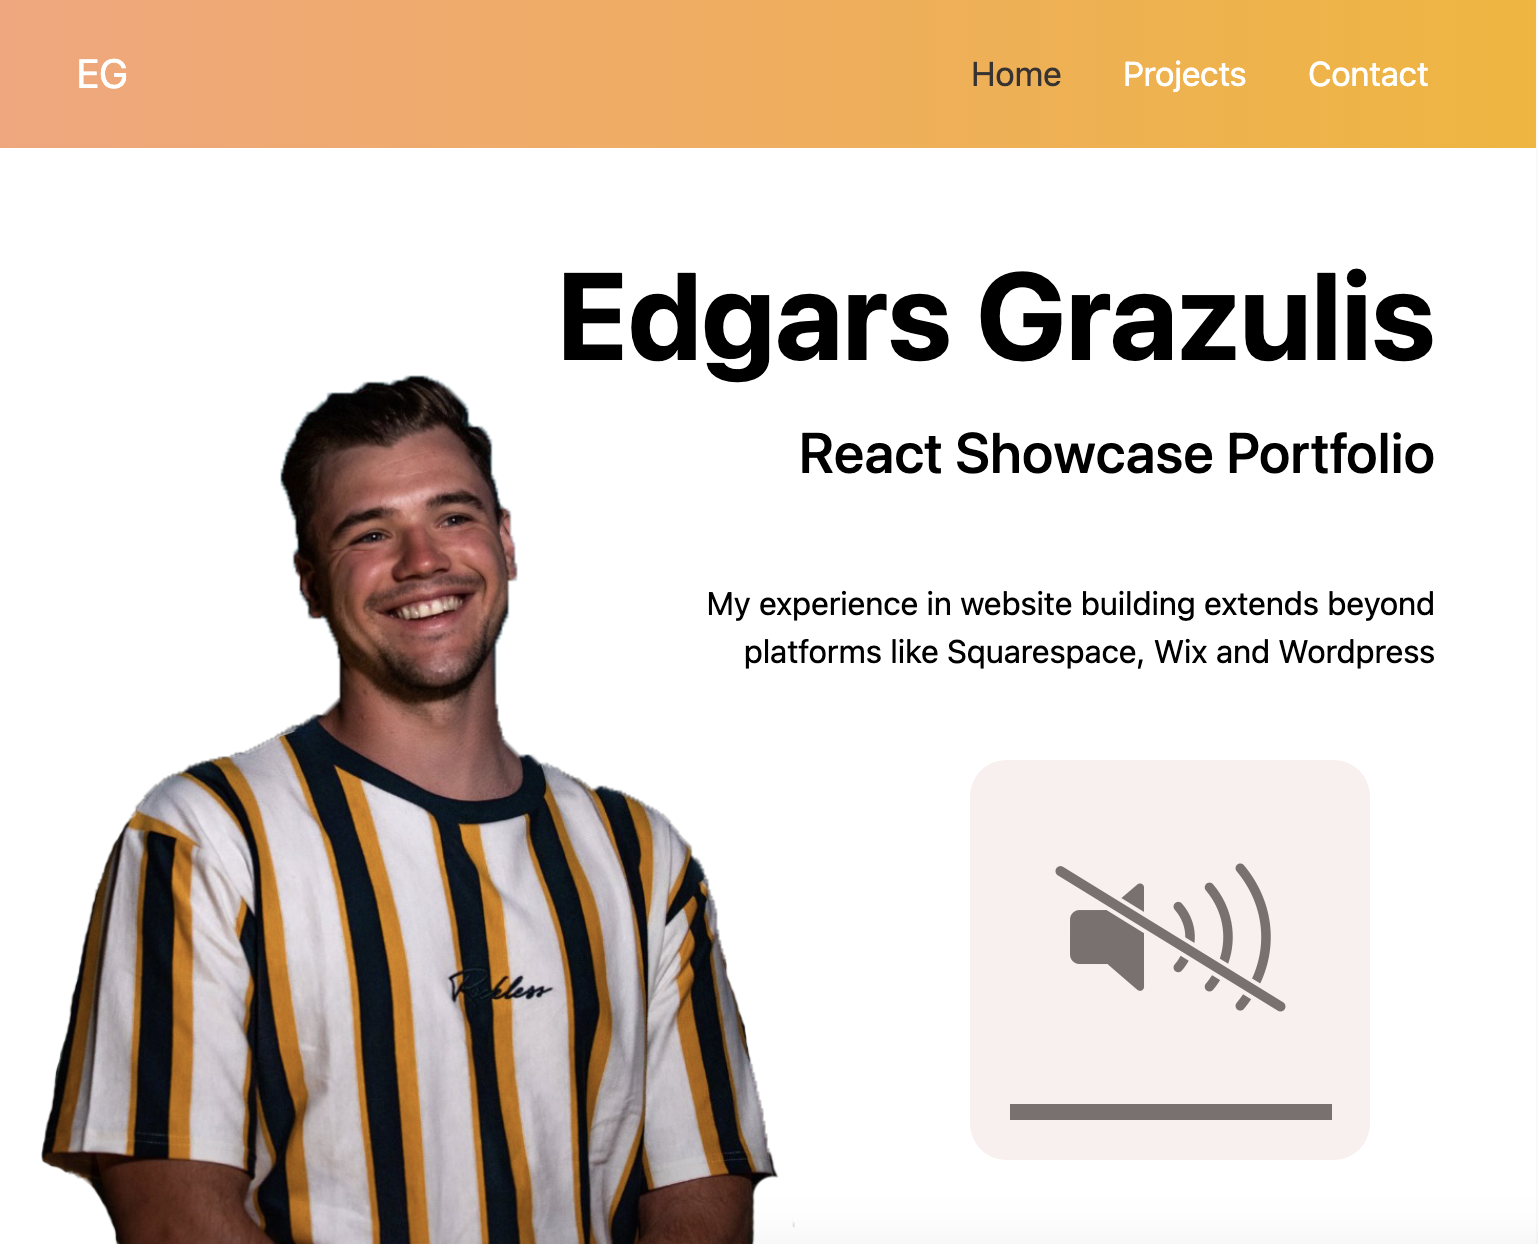 EG
Home Projects Contact
Edgars Grazulis
React Showcase Portfolio
My experience in website building extends beyond
platforms like Squarespace, Wix and Wordpress
Reckless